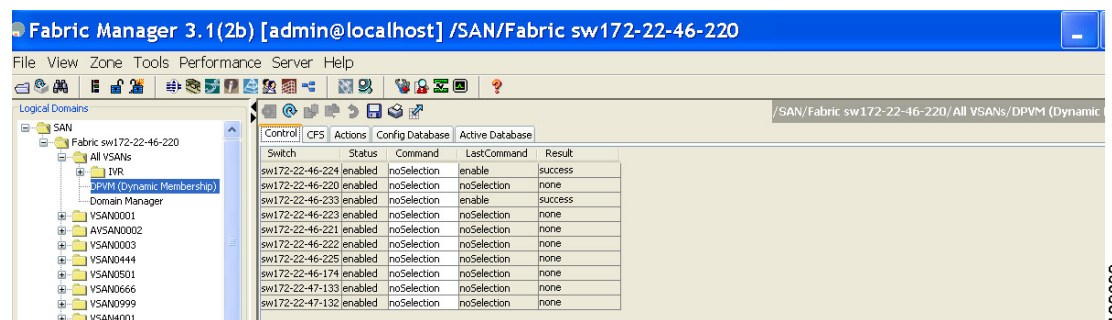 Fabric Manager 3.1(2b) [admin@localhost] /SAN/Fabric sw172-22-46-220
File View Zone Tools Performance Server Help
Logical Domains
/SAN/Fabric sw172-22-46-220/All VSANs/DPVM (Dynamic
SAN
Fabric sw172-22-46-220
All VSANs
IVR
DPVM (Dynamic Membership)
Domain Manager
VSAN0001
AVSAN0002
VSAN0003
VSAN0444
VSAN0501
VSAN0666
VSAN0999
VSAN4001
Control CFS Actions Config Database Active Database
Switch Status Command LastCommand Result
sw172-22-46-224 enabled noSelection enable success
sw172-22-46-220 enabled noSelection noSelection none
sw172-22-46-233 enabled noSelection enable success
sw172-22-46-223 enabled noSelection noSelection none
sw172-22-46-221 enabled noSelection noSelection none
sw172-22-46-222 enabled noSelection noSelection none
sw172-22-46-225 enabled noSelection noSelection none
sw172-22-46-174 enabled noSelection noSelection none
sw172-22-47-133 enabled noSelection noSelection none
sw172-22-47-132 enabled noSelection noSelection none